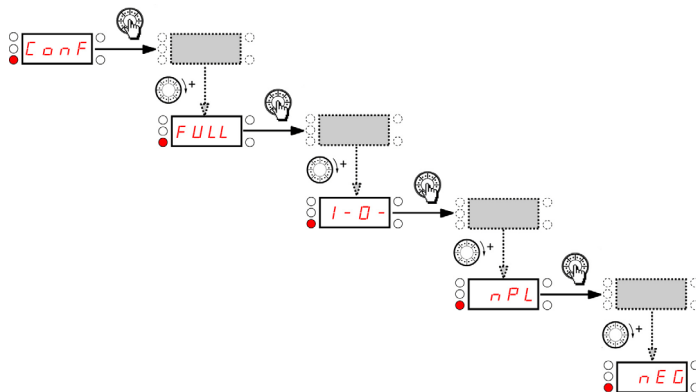 ConF
+
FULL
+
I-O-
+
nPL
+
nEG